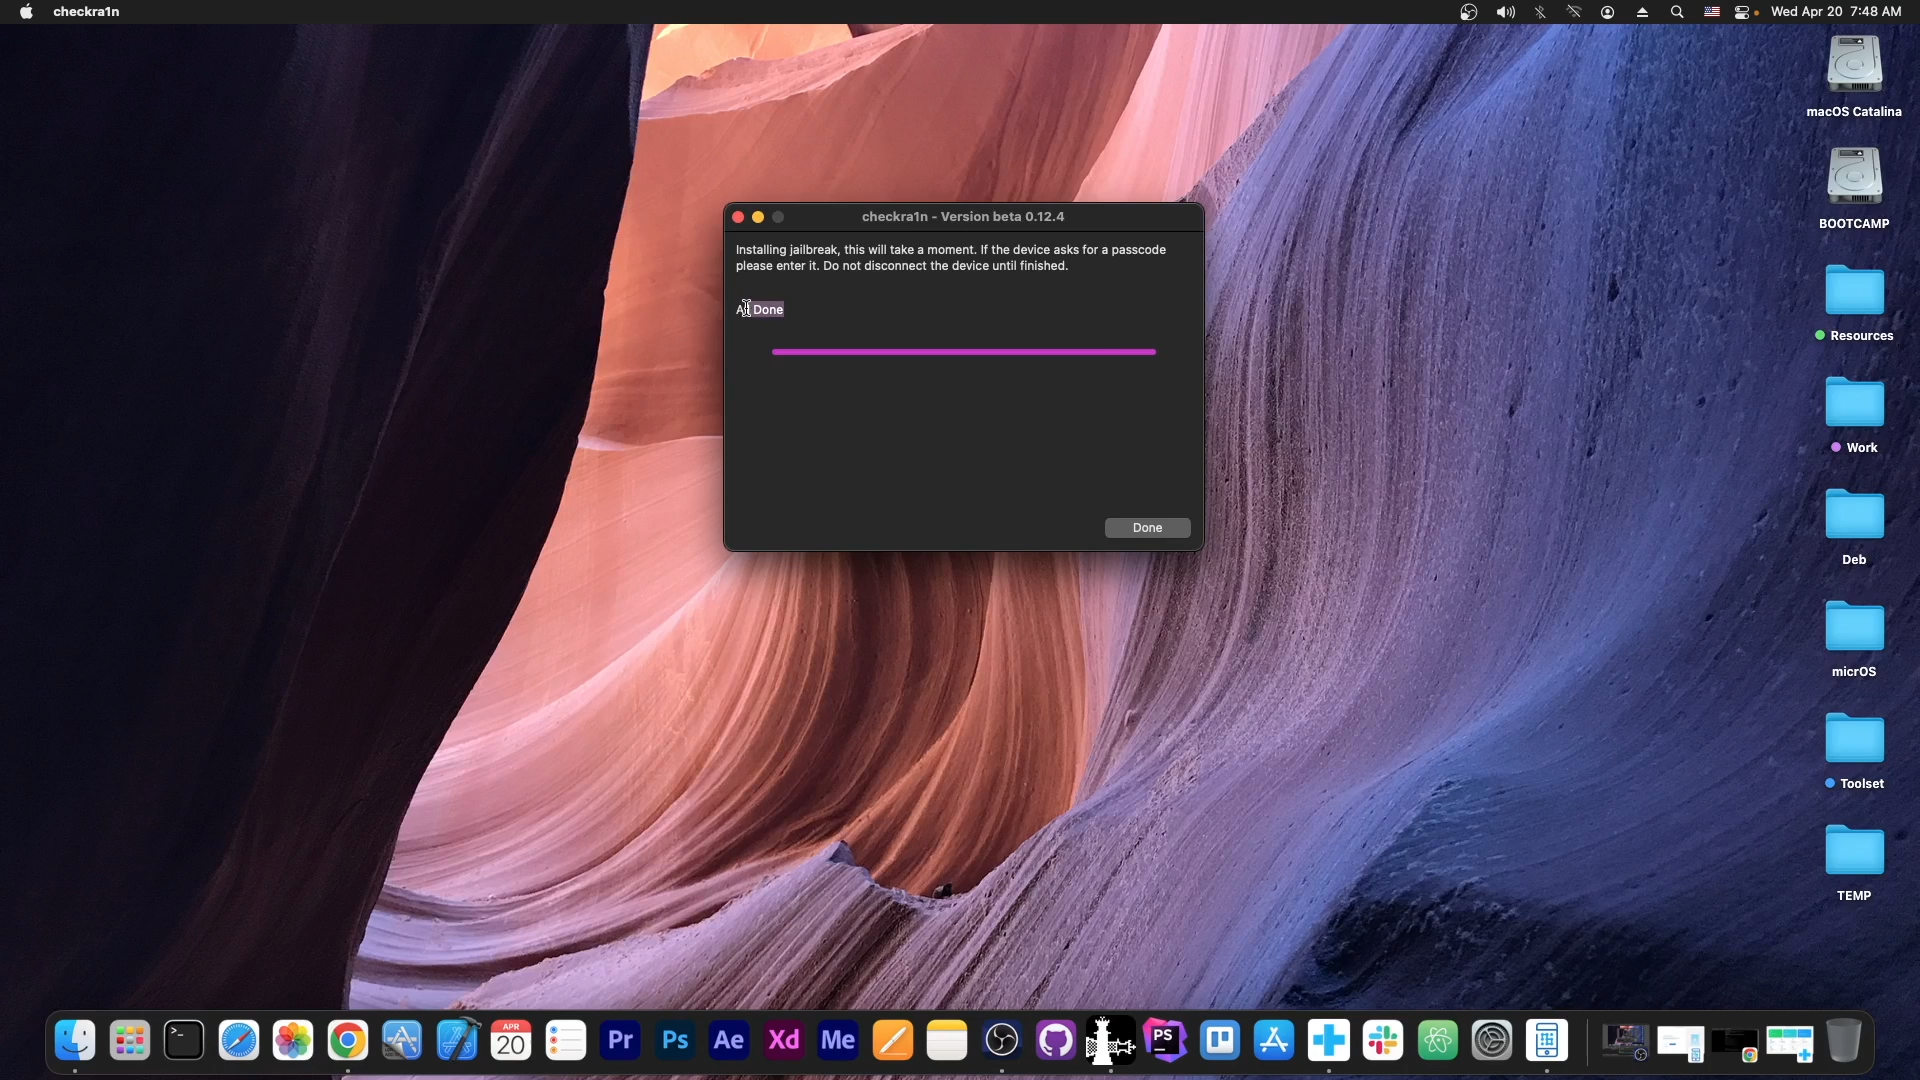 checkra1n
Wed Apr 20 7:48 AM
macOS Catalina
BOOTCAMP
Resources
Work
Deb
micrOS
Toolset
TEMP
checkra1n - Version beta 0.12.4
Installing jailbreak, this will take a moment. If the device asks for a passcode
please enter it. Do not disconnect the device until finished.
All Done
Done
>_
APR
20
Pr
Ps
Ae
Xd
Me
PS